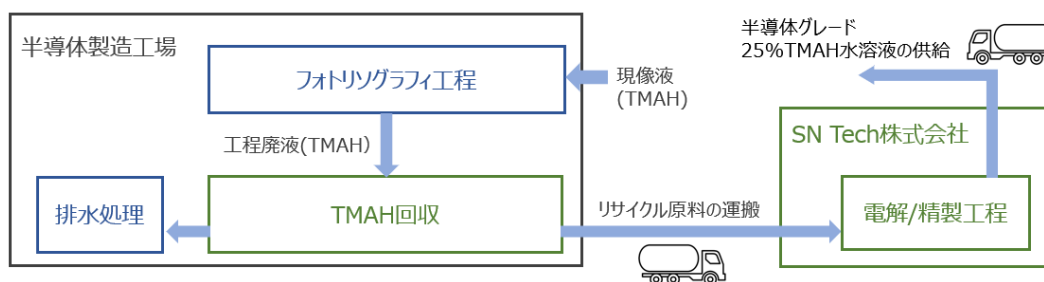 半導体製造工場
フォトリソグラフィ工程
現像液
(TMAH)
工程廃液(TMAH)
排水処理
TMAH回収
リサイクル原料の運搬
半導体グレード
25%TMAH水溶液の供給
SN Tech株式会社
電解/精製工程